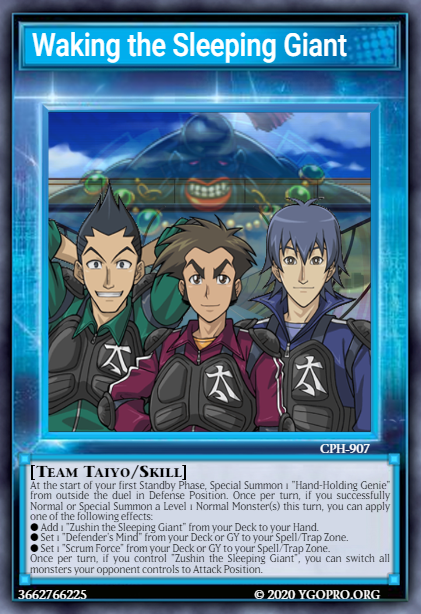 Waking the Sleeping Giant
太
太
太
CPH-907
[TEAM TAIYO/SKILL]
At the start of your first Standby Phase, Special Summon 1 "Hand-Holding Genie"
from outside the duel in Defense Position. Once per turn, if you successfully
Normal or Special Summon a Level 1 Normal Monster(s) this turn, you can apply
one of the following effects:
● Add 1 "Zushin the Sleeping Giant" from your Deck to your Hand.
● Set 1 "Defender's Mind" from your Deck or GY to your Spell/Trap Zone.
● Set 1 "Scrum Force" from your Deck or GY to your Spell/Trap Zone.
Once per turn, if you control "Zushin the Sleeping Giant", you can switch all
monsters your opponent controls to Attack Position.
3662766225
© 2020 YGOPRO.ORG